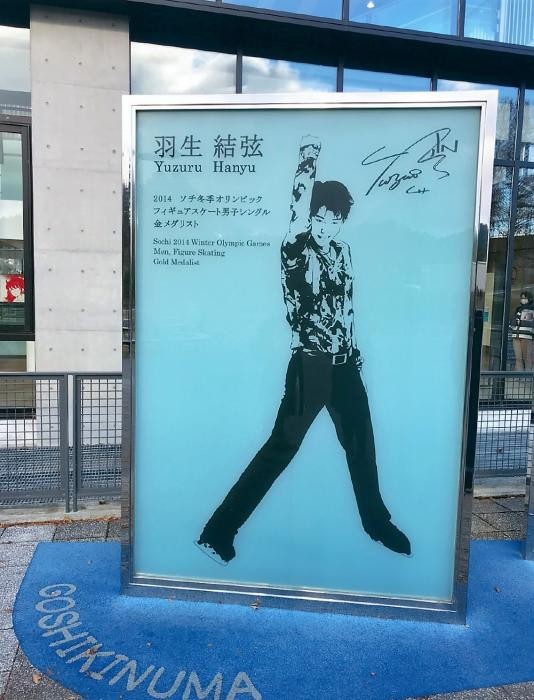 羽生 結弦
Yuzuru Hanyu
2014 ソチ冬季オリンピック
フィギュアスケート男子シングル
金メダリスト
Sochi 2014 Winter Olympic Games
Men, Figure Skating
Gold Medalist
GOSHIKINUMA